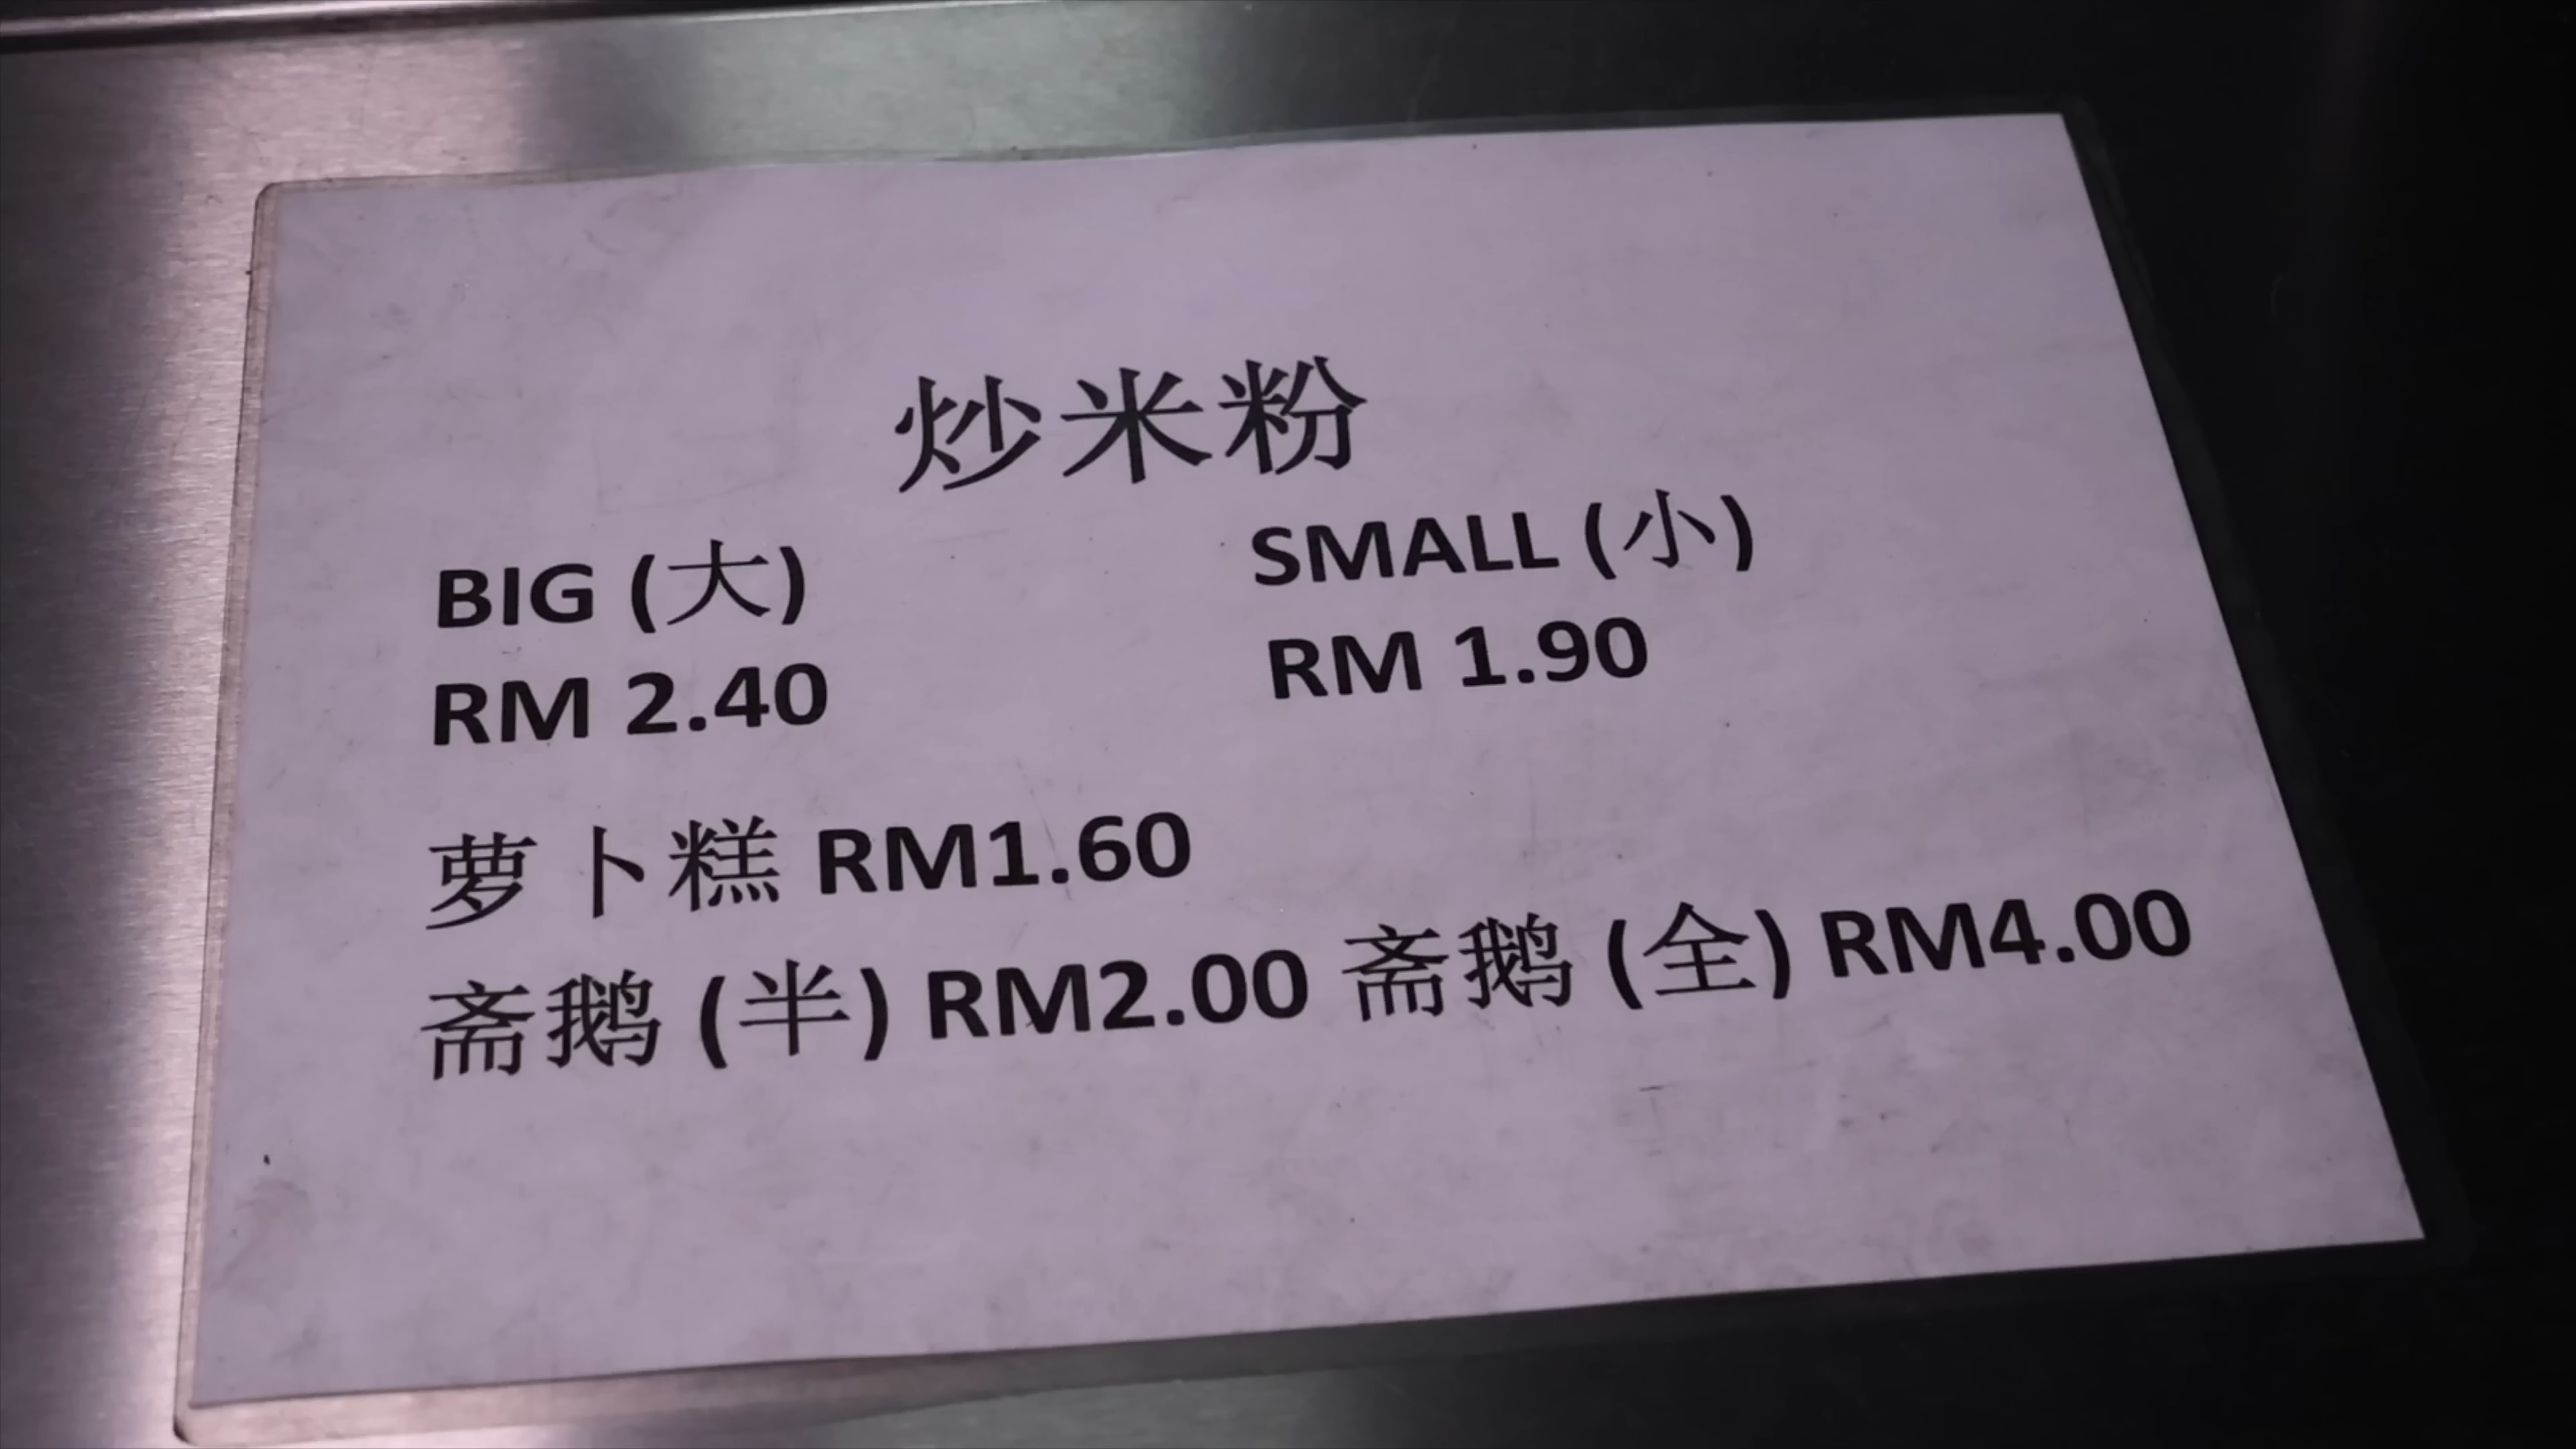 炒米粉
BIG (大) SMALL (小)
RM 2.40 RM 1.90
萝卜糕 RM1.60
斋鹅 (半) RM2.00 斋鹅 (全) RM4.00